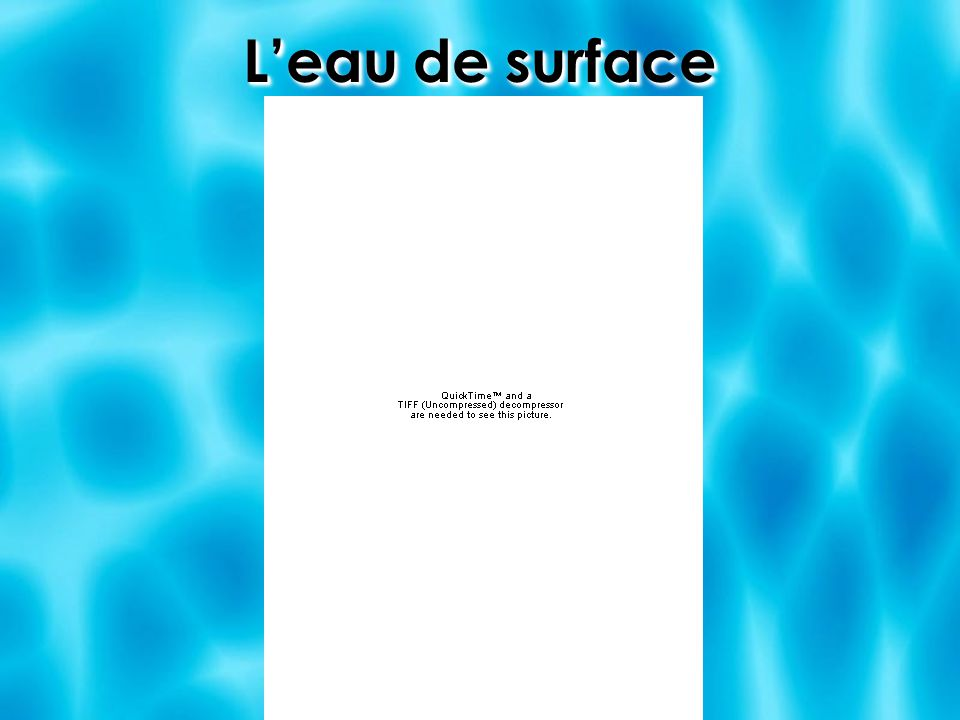 L’eau de surface
QuickTime™ and a
TIFF (Uncompressed) decompressor
are needed to see this picture.